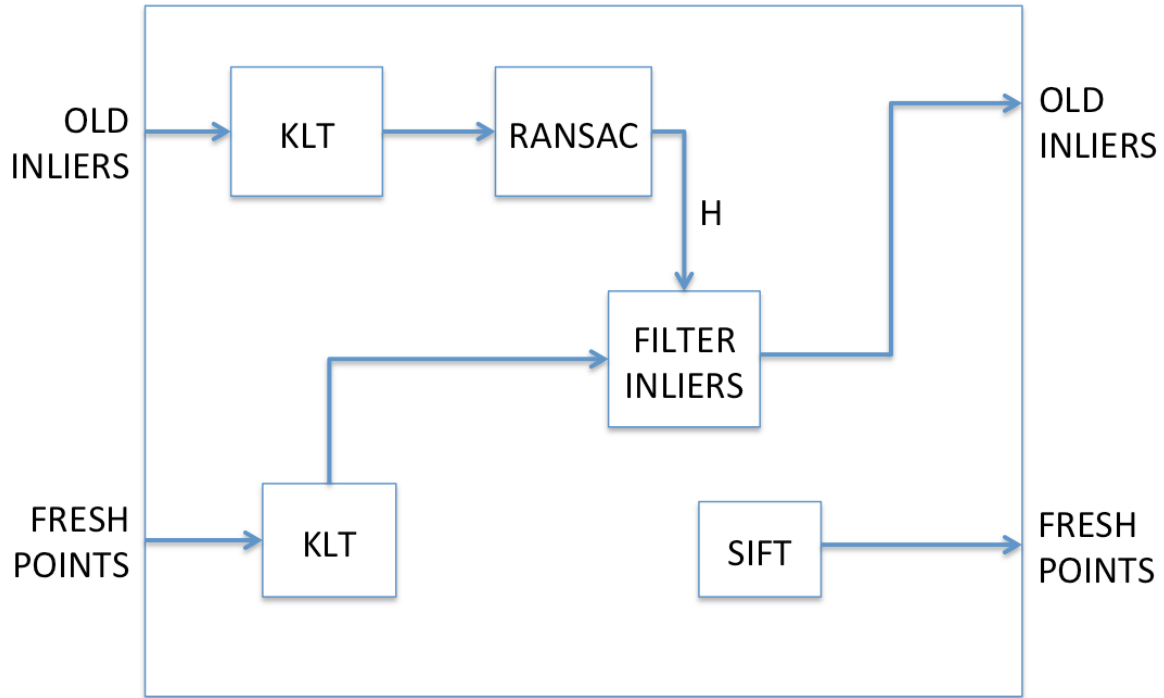 OLD
INLIERS
KLT
RANSAC
OLD
INLIERS
H
FILTER
INLIERS
FRESH
POINTS
KLT
SIFT
FRESH
POINTS